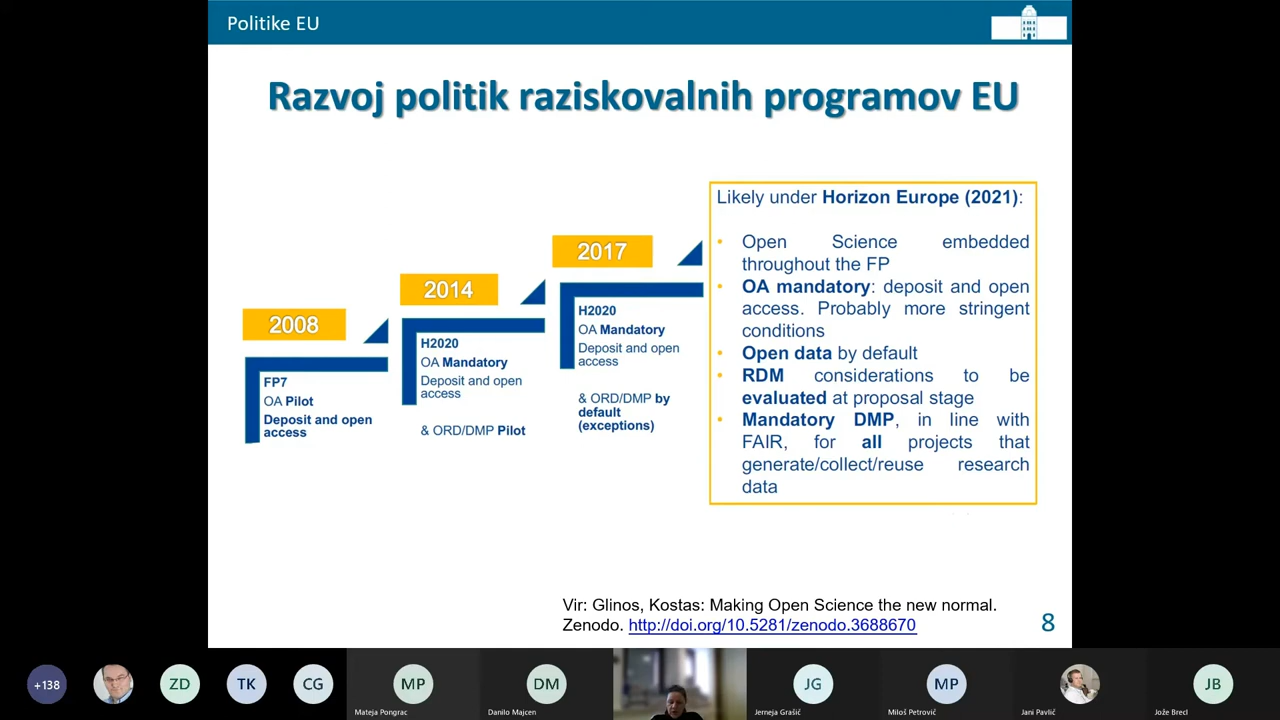 Politike EU
Razvoj politik raziskovalnih programov EU
2008
FP7
OA Pilot
Deposit and open
access
2014
H2020
OA Mandatory
Deposit and open
access
& ORD/DMP Pilot
2017
H2020
OA Mandatory
Deposit and open
access
& ORD/DMP by
default
(exceptions)
Likely under Horizon Europe (2021):
• Open Science embedded
throughout the FP
• OA mandatory: deposit and open
access. Probably more stringent
conditions
• Open data by default
• RDM considerations to be
evaluated at proposal stage
• Mandatory DMP, in line with
FAIR, for all projects that
generate/collect/reuse research
data
Vir: Glinos, Kostas: Making Open Science the new normal.
Zenodo. http://doi.org/10.5281/zenodo.3688670
8
+138
ZD
TK
CG
MP
Mateja Pongrac
DM
Danilo Majcen
JG
Jerneja Grašić
MP
Miloš Petrović
Jani Pavlič
JB
Jože Brecl